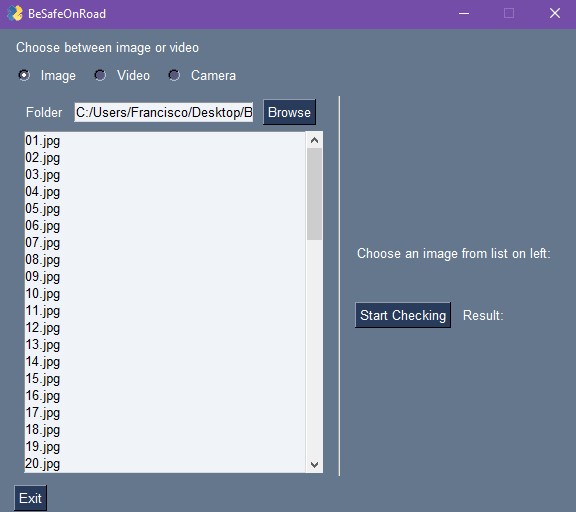 BeSafeOnRoad
Choose between image or video
Image Video Camera
Folder C:/Users/Francisco/Desktop/B Browse
01.jpg
02.jpg
03.jpg
04.jpg
05.jpg
06.jpg
07.jpg
08.jpg
09.jpg
10.jpg
11.jpg
12.jpg
13.jpg
14.jpg
15.jpg
16.jpg
17.jpg
18.jpg
19.jpg
20.jpg
Choose an image from list on left:
Start Checking Result:
Exit